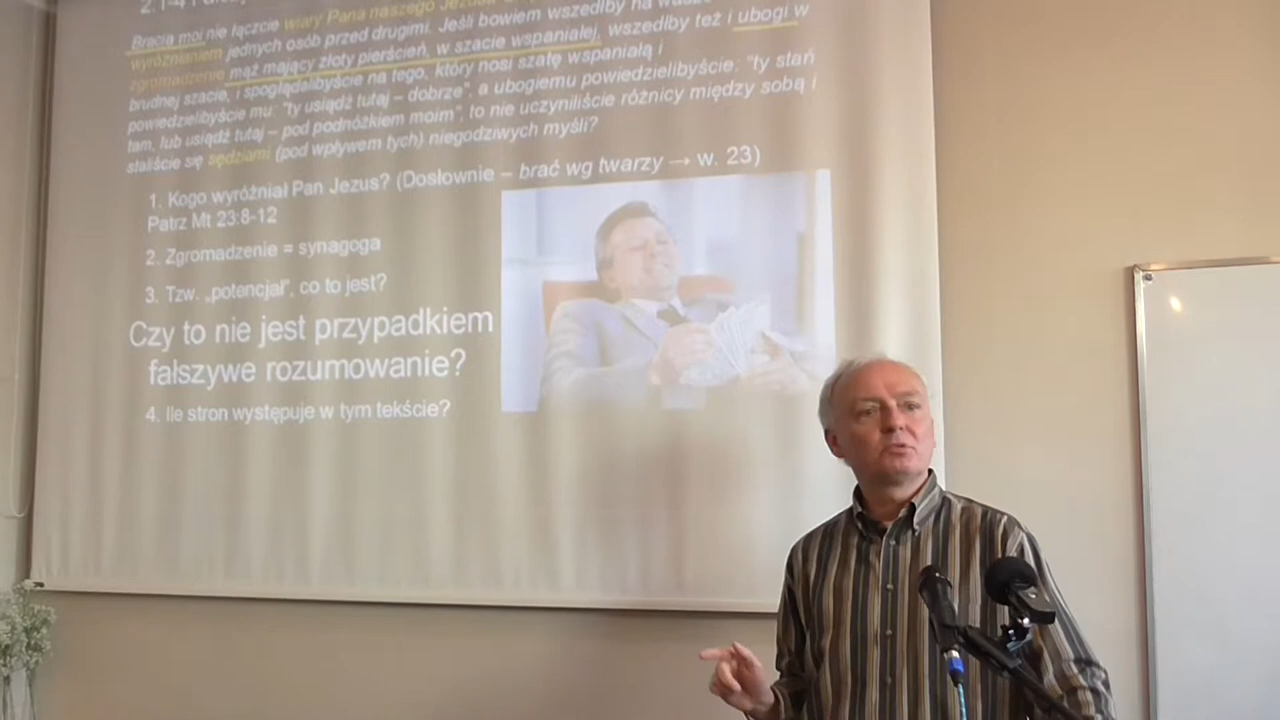 2:1-4
Bracia moi nie łączcie wiary Pana naszego Jezusa
wyróżnianiem jednych osób przed drugimi. Jeśli bowiem wszedłby na wasze
zgromadzenie mąż mający złoty pierścień, w szacie wspaniałej, wszedłby też i ubogi w
brudnej szacie, i spoglądalibyście na tego, który nosi szatę wspaniałą i
powiedzielibyście mu: "ty usiądź tutaj – dobrze", a ubogiemu powiedzielibyście: "ty stań
tam, lub usiądź tutaj – pod podnóżkiem moim", to nie uczyniliście różnicy między sobą i
staliście się sędziami (pod wpływem tych) niegodziwych myśli?
1. Kogo wyróżniał Pan Jezus? (Dosłownie – brać wg twarzy → w. 23)
Patrz Mt 23:8-12
2. Zgromadzenie = synagoga
3. Tzw. „potencjał", co to jest?
Czy to nie jest przypadkiem
fałszywe rozumowanie?
4. Ile stron występuje w tym tekście?